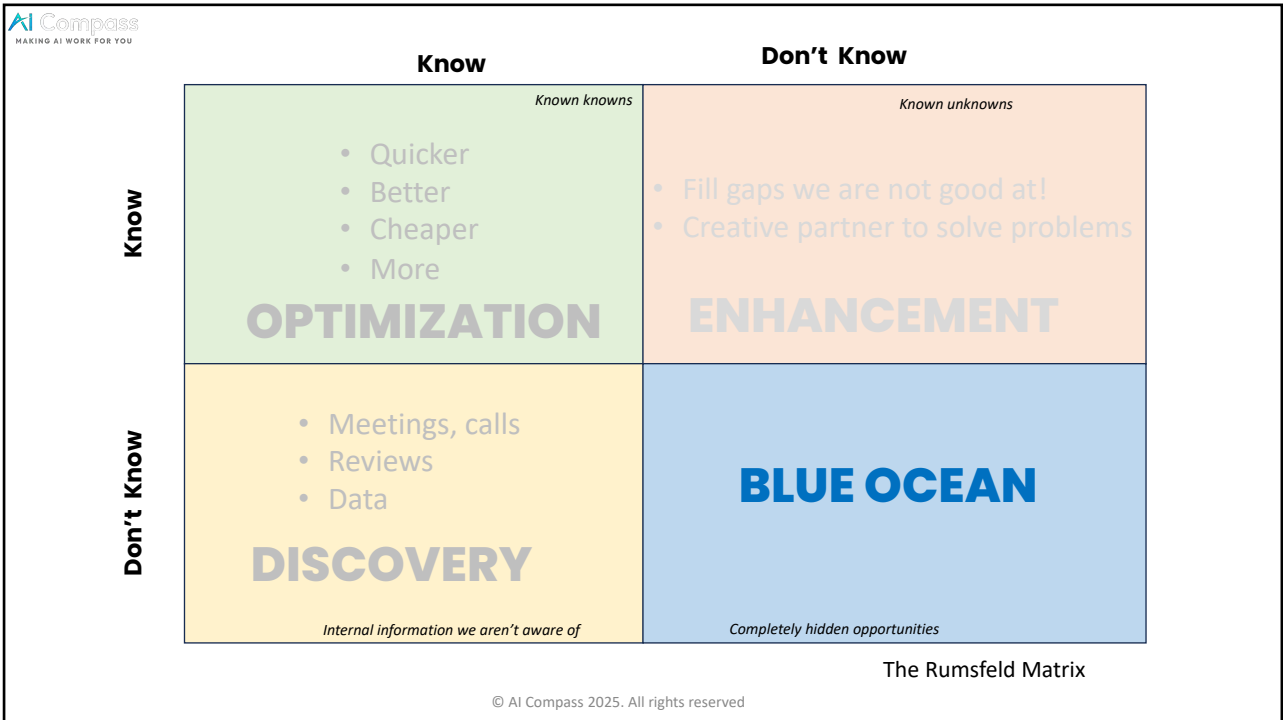 AI Compass
MAKING AI WORK FOR YOU
Know
Don't Know
Know
Known knowns
• Quicker
• Better
• Cheaper
• More
OPTIMIZATION
Known unknowns
• Fill gaps we are not good at!
• Creative partner to solve problems
ENHANCEMENT
Don't Know
• Meetings, calls
• Reviews
• Data
DISCOVERY
Internal information we aren't aware of
BLUE OCEAN
Completely hidden opportunities
The Rumsfeld Matrix
© AI Compass 2025. All rights reserved